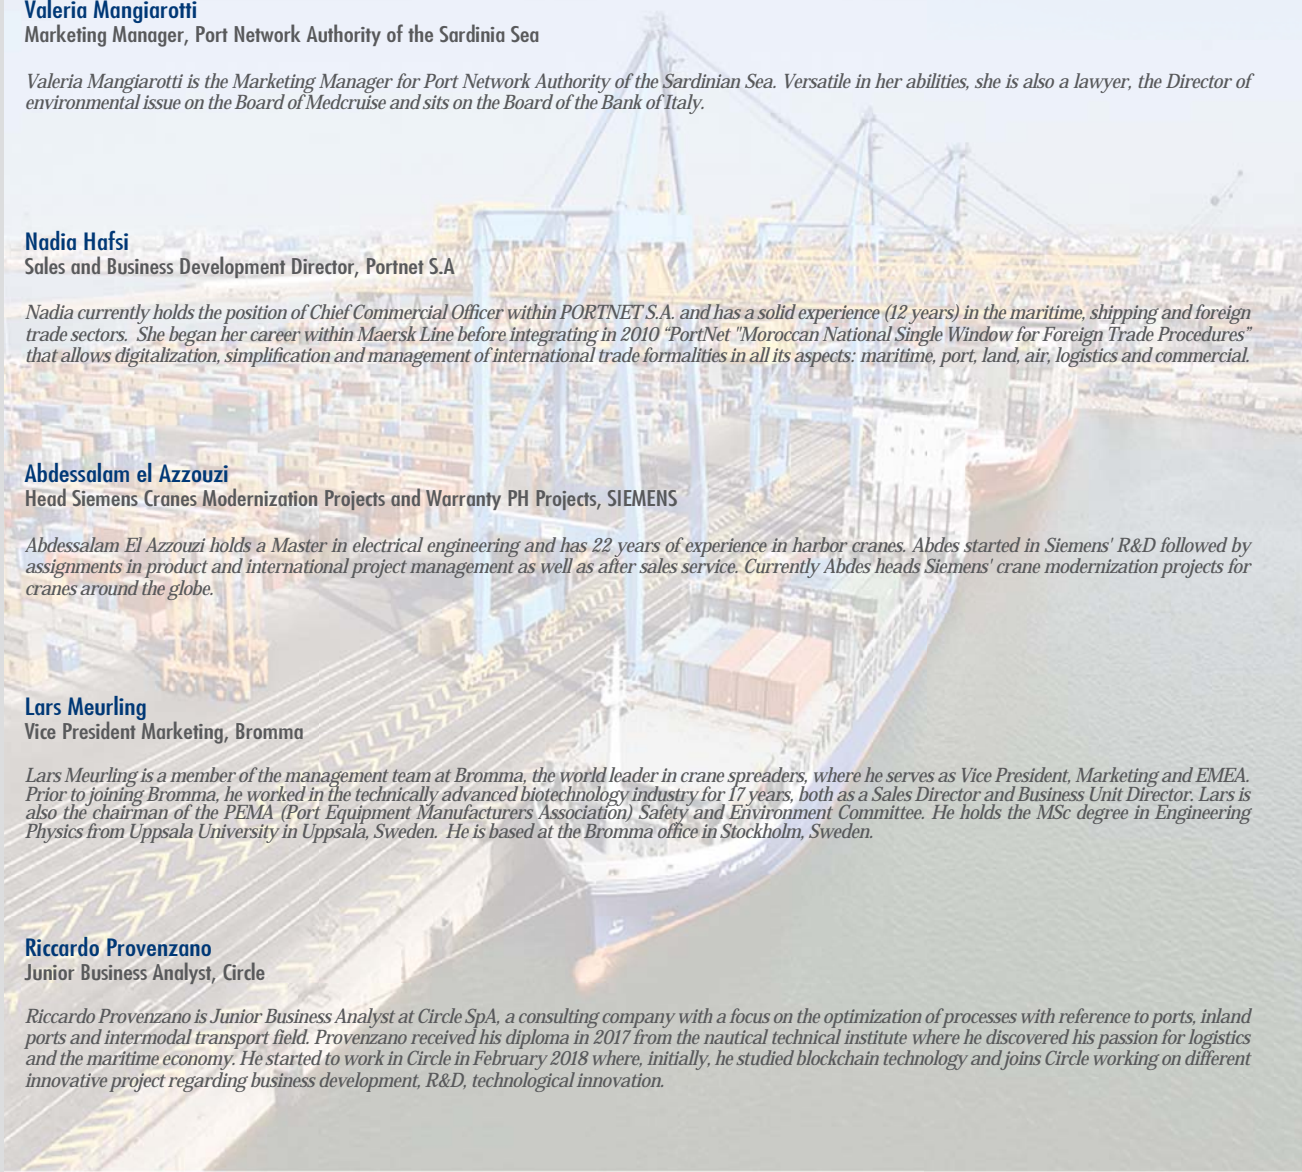 Valeria Mangiarotti
Marketing Manager, Port Network Authority of the Sardinia Sea
Valeria Mangiarotti is the Marketing Manager for Port Network Authority of the Sardinian Sea. Versatile in her abilities, she is also a lawyer, the Director of
environmental issue on the Board of Medcruise and sits on the Board of the Bank of Italy.
Nadia Hafsi
Sales and Business Development Director, Portnet S.A
Nadia currently holds the position of Chief Commercial Officer within PORTNET S.A. and has a solid experience (12 years) in the maritime, shipping and foreign
trade sectors. She began her career within Maersk Line before integrating in 2010 “PortNet "Moroccan National Single Window for Foreign Trade Procedures”
that allows digitalization, simplification and management of international trade formalities in all its aspects: maritime, port, land, air, logistics and commercial.
Abdessalam el Azzouzi
Head Siemens Cranes Modernization Projects and Warranty PH Projects, SIEMENS
Abdessalam El Azzouzi holds a Master in electrical engineering and has 22 years of experience in harbor cranes. Abdes started in Siemens' R&D followed by
assignments in product and international project management as well as after sales service. Currently Abdes heads Siemens' crane modernization projects for
cranes around the globe.
Lars Meurling
Vice President Marketing, Bromma
Lars Meurling is a member of the management team at Bromma, the world leader in crane spreaders, where he serves as Vice President, Marketing and EMEA.
Prior to joining Bromma, he worked in the technically advanced biotechnology industry for 17 years, both as a Sales Director and Business Unit Director. Lars is
also the chairman of the PEMA (Port Equipment Manufacturers Association) Safety and Environment Committee. He holds the MSc degree in Engineering
Physics from Uppsala University in Uppsala, Sweden. He is based at the Bromma office in Stockholm, Sweden.
Riccardo Provenzano
Junior Business Analyst, Circle
Riccardo Provenzano is Junior Business Analyst at Circle SpA, a consulting company with a focus on the optimization of processes with reference to ports, inland
ports and intermodal transport field. Provenzano received his diploma in 2017 from the nautical technical institute where he discovered his passion for logistics
and the maritime economy. He started to work in Circle in February 2018 where, initially, he studied blockchain technology and joins Circle working on different
innovative project regarding business development, R&D, technological innovation.